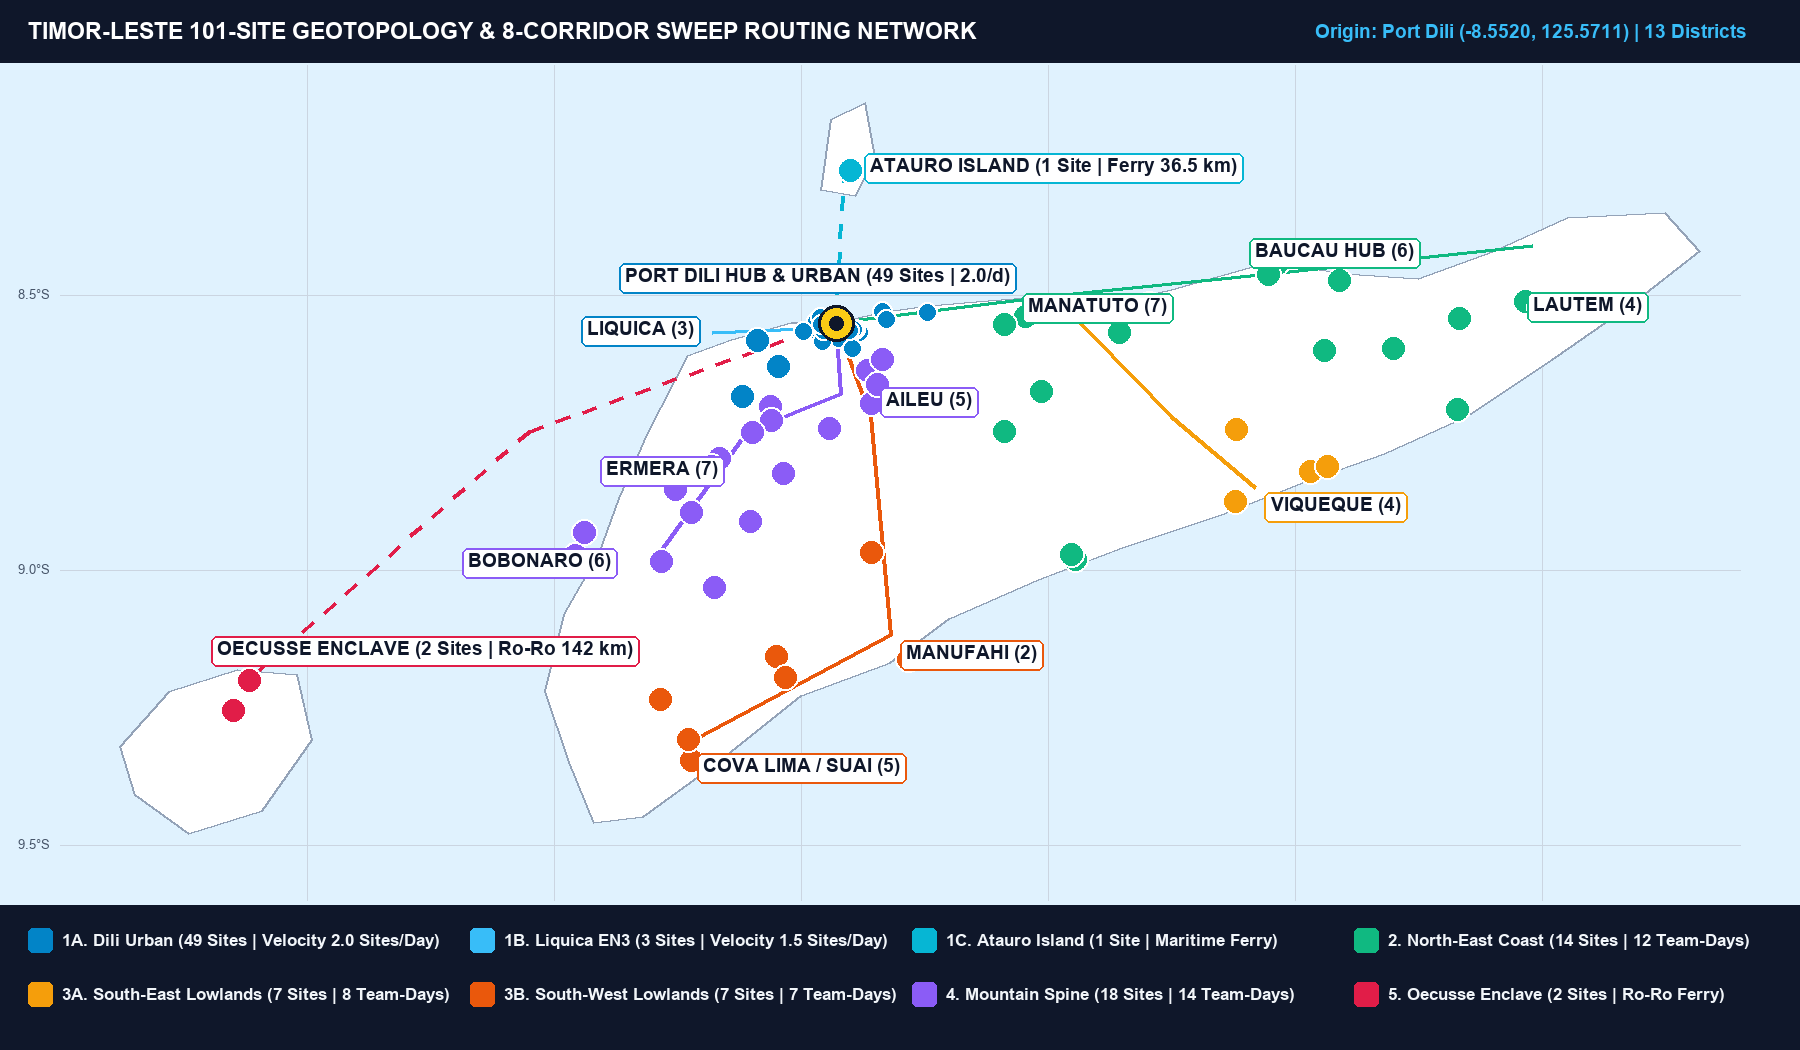 TIMOR-LESTE 101-SITE GEOTOPOLOGY & 8-CORRIDOR SWEEP ROUTING NETWORK
Origin: Port Dili (-8.5520, 125.5711) | 13 Districts
ATAURO ISLAND (1 Site | Ferry 36.5 km)
BAUCAU HUB (6)
PORT DILI HUB & URBAN (49 Sites | 2.0/d)
8.5°S
MANATUTO (7)
LAUTEM (4)
LIQUICA (3)
AILEU (5)
ERMERA (7)
VIQUEQUE (4)
BOBONARO (6)
9.0°S
OECUSSE ENCLAVE (2 Sites | Ro-Ro 142 km)
MANUFAHI (2)
COVA LIMA / SUAI (5)
9.5°S
1A. Dili Urban (49 Sites | Velocity 2.0 Sites/Day)
1B. Liquica EN3 (3 Sites | Velocity 1.5 Sites/Day)
1C. Atauro Island (1 Site | Maritime Ferry)
2. North-East Coast (14 Sites | 12 Team-Days)
3A. South-East Lowlands (7 Sites | 8 Team-Days)
3B. South-West Lowlands (7 Sites | 7 Team-Days)
4. Mountain Spine (18 Sites | 14 Team-Days)
5. Oecusse Enclave (2 Sites | Ro-Ro Ferry)